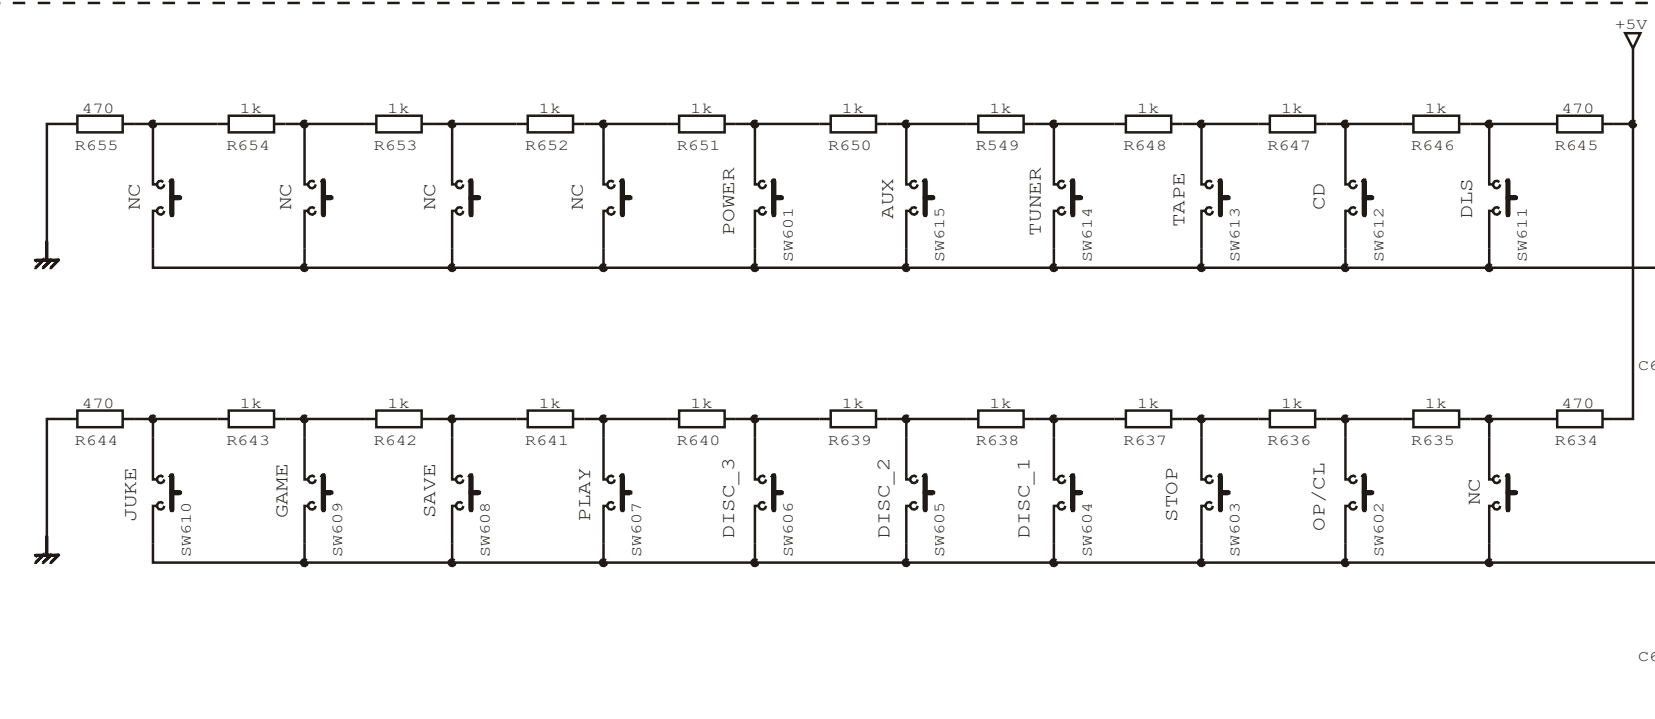 +5V
470 1k 1k 1k 1k 1k 1k 1k 1k 1k 470
R655 R654 R653 R652 R651 R650 R549 R648 R647 R646 R645
NC NC NC NC POWER AUX TUNER TAPE CD DLS
SW601 SW615 SW614 SW613 SW612 SW611
C6
470 1k 1k 1k 1k 1k 1k 1k 1k 1k 470
R644 R643 R642 R641 R640 R639 R638 R637 R636 R635 R634
JUKE GAME SAVE PLAY DISC_3 DISC_2 DISC_1 STOP OP/CL NC
SW610 SW609 SW608 SW607 SW606 SW605 SW604 SW603 SW602
C6